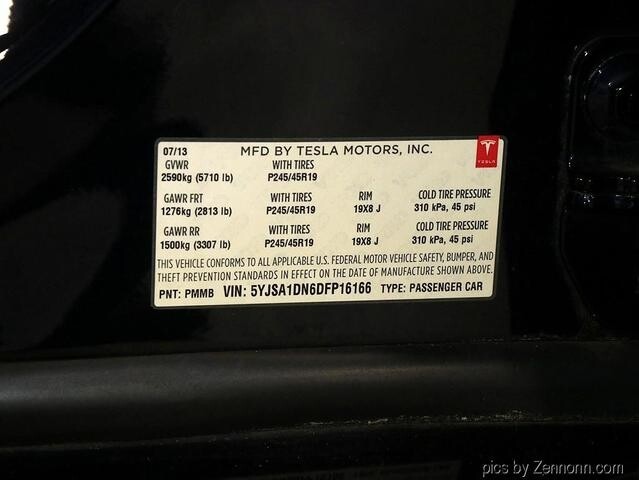 07/13 MFD BY TESLA MOTORS, INC.
TESLA
GVWR WITH TIRES
2590kg (5710 lb) P245/45R19
GAWR FRT WITH TIRES RIM COLD TIRE PRESSURE
1276kg (2813 lb) P245/45R19 19X8 J 310 kPa, 45 psi
GAWR RR WITH TIRES RIM COLD TIRE PRESSURE
1500kg (3307 lb) P245/45R19 19X8 J 310 kPa, 45 psi
THIS VEHICLE CONFORMS TO ALL APPLICABLE U.S. FEDERAL MOTOR VEHICLE SAFETY, BUMPER, AND
THEFT PREVENTION STANDARDS IN EFFECT ON THE DATE OF MANUFACTURE SHOWN ABOVE.
PNT: PMMB VIN: 5YJSA1DN6DFP16166 TYPE: PASSENGER CAR
pics by Zennonn.com